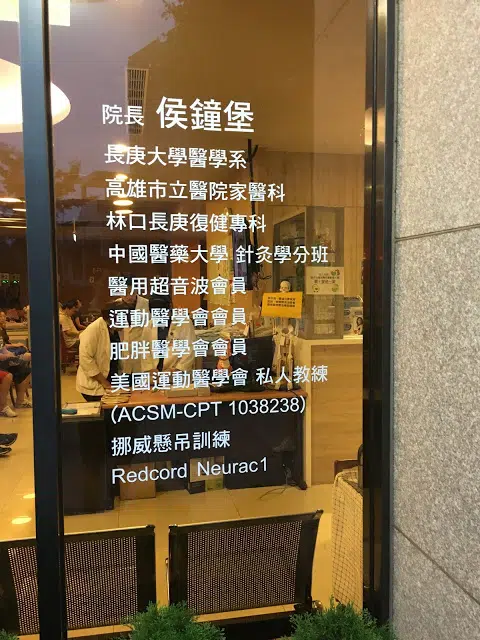 院長 侯鐘堡
長庚大學醫學系
高雄市立醫院家醫科
林口長庚復健專科
中國醫藥大學 針灸學分班
醫用超音波會員
運動醫學會會員
肥胖醫學會會員
美國運動醫學會 私人教練
(ACSM-CPT 1038238)
挪威懸吊訓練
Redcord Neurac1